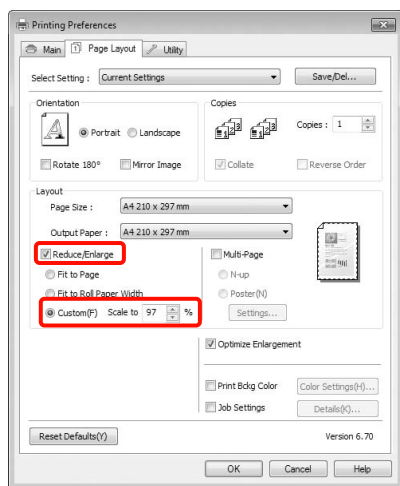 Printing Preferences
Main Page Layout Utility
Select Setting : Current Settings Save/Del...
Orientation Copies
Portrait Landscape Copies : 1
Rotate 180° Mirror Image Collate Reverse Order
Layout
Page Size : A4 210 x 297 mm
Output Paper : A4 210 x 297 mm
Reduce/Enlarge Multi-Page
Fit to Page N-up
Fit to Roll Paper Width Poster(N)
Custom(F) Scale to 97 % Settings...
Optimize Enlargement
Print Bckg Color Color Settings(H)...
Job Settings Details(K)...
Reset Defaults(Y) Version 6.70
OK Cancel Help